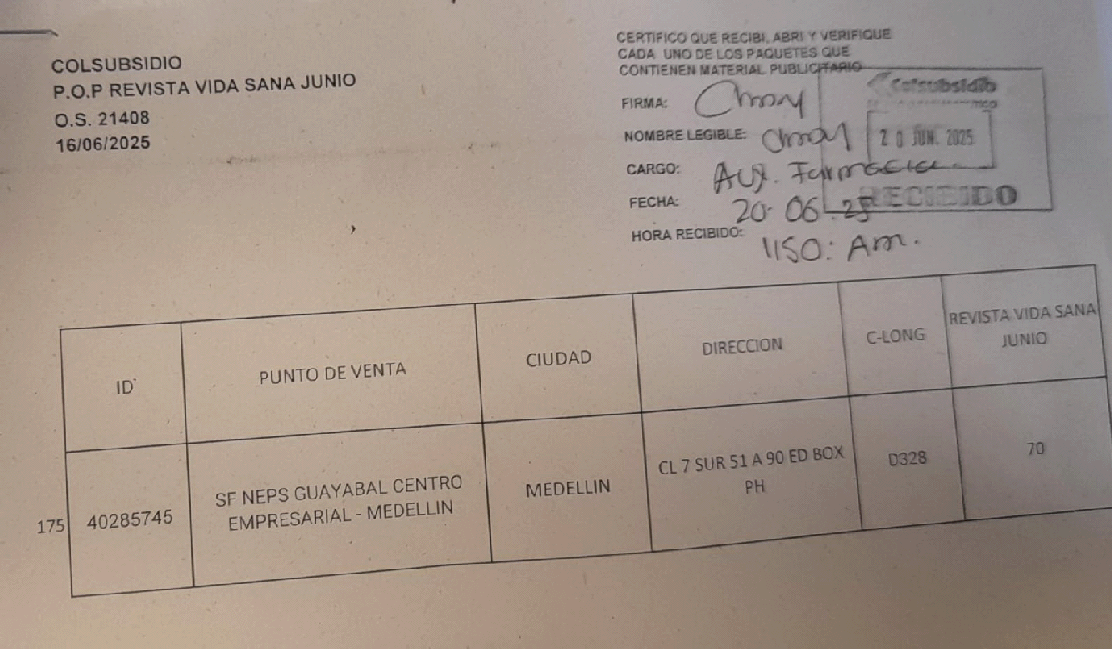 COLSUBSIDIO
P.O.P REVISTA VIDA SANA JUNIO
O.S. 21408
16/06/2025
CERTIFICO QUE RECIBI, ABRI Y VERIFIQUE
CADA UNO DE LOS PAQUETES QUE
CONTIENEN MATERIAL PUBLICITARIO
FIRMA:
NOMBRE LEGIBLE:
CARGO: Aux. Farmacia
FECHA: 20-06-25
HORA RECIBIDO: 1150: Am.
Colsubsidio
20 JUN. 2025
RECIBIDO
ID PUNTO DE VENTA CIUDAD DIRECCION C-LONG REVISTA VIDA SANA
JUNIO
175 40285745 SF NEPS GUAYABAL CENTRO
EMPRESARIAL - MEDELLIN
MEDELLIN
CL 7 SUR 51 A 90 ED BOX
PH
D328
70